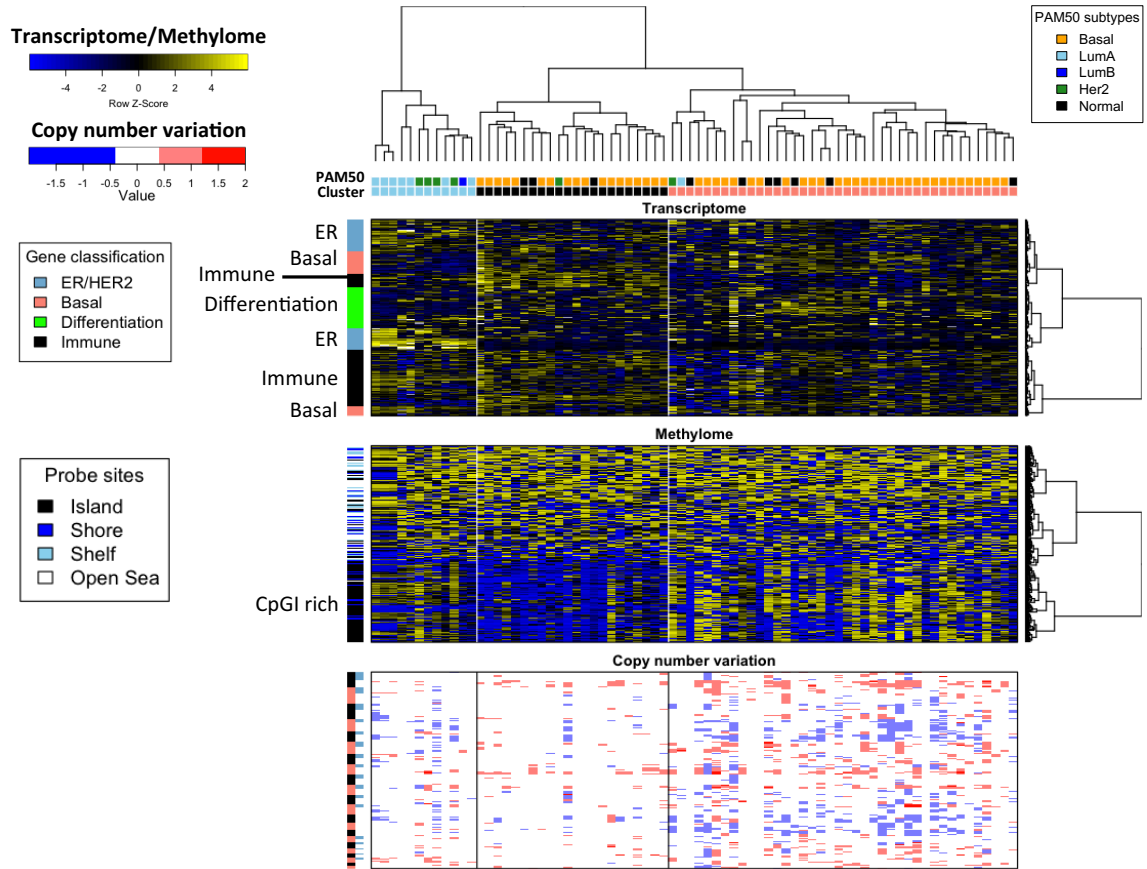 Transcriptome/Methylome
-4 -2 0 2 4
Row Z-Score
Copy number variation
-1.5 -1 -0.5 0 0.5 1 1.5 2
Value
PAM50 subtypes
Basal
LumA
LumB
Her2
Normal
PAM50
Cluster
Transcriptome
Gene classification
ER/HER2
Basal
Differentiation
Immune
ER
Basal
Immune
Differentiation
ER
Immune
Basal
Methylome
Probe sites
Island
Shore
Shelf
Open Sea
CpGI rich
Copy number variation